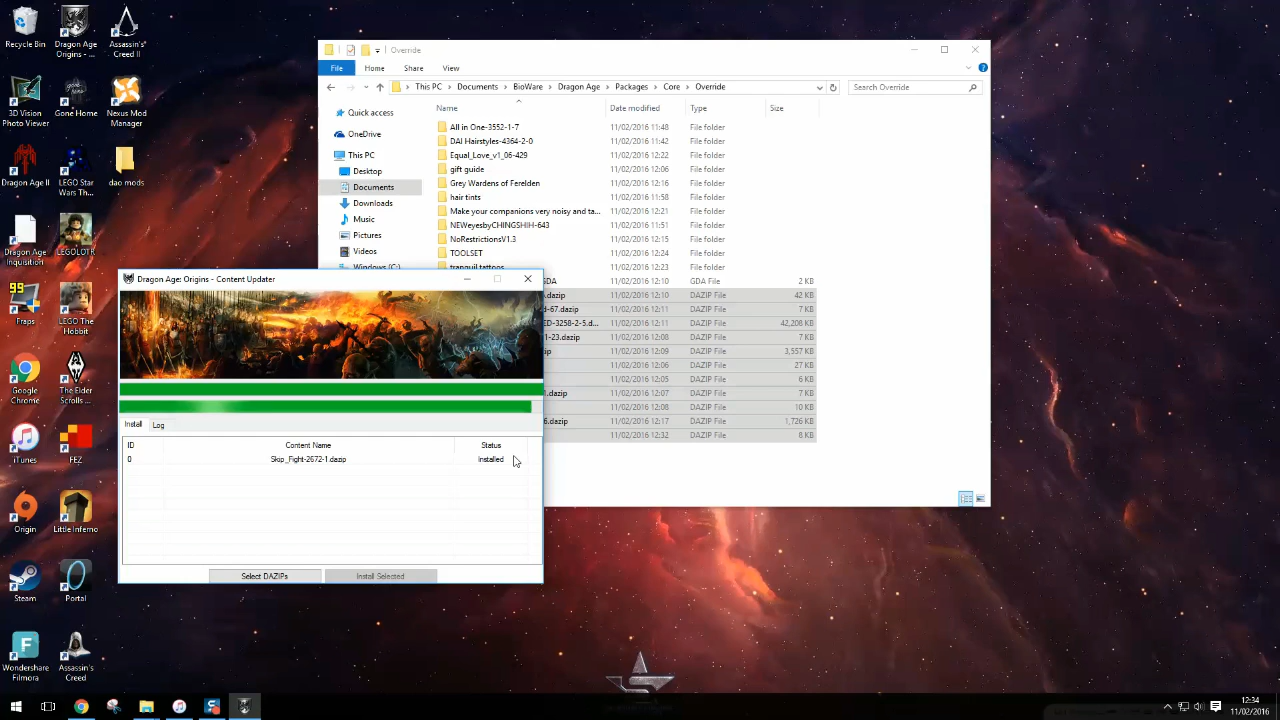 Recycle Bin
Dragon Age Origins - ...
Assassin's Creed II
3D Vision Photo Viewer
Gone Home
Nexus Mod Manager
Dragon Age II
LEGO Star Wars Th...
dao mods
Dragon Age Inquisition
LEGOLOTR
Fraps
LEGO The Hobbit
Google Chrome
The Elder Scrolls ...
iTunes
FEZ
Origin
Little Inferno
Steam
Portal
Wondershare Filmora
Assassin's Creed
Override
File Home Share View
This PC > Documents > BioWare > Dragon Age > Packages > Core > Override
Search Override
Name Date modified Type Size
Quick access
OneDrive
This PC
Desktop
Documents
Downloads
Music
Pictures
Videos
Windows (C:)
All in One-3552-1-7 11/02/2016 11:48 File folder
DAI Hairstyles-4364-2-0 11/02/2016 11:42 File folder
Equal_Love_v1_06-429 11/02/2016 12:22 File folder
gift guide 11/02/2016 12:06 File folder
Grey Wardens of Ferelden 11/02/2016 12:16 File folder
hair tints 11/02/2016 11:58 File folder
Make your companions very noisy and ta... 11/02/2016 12:21 File folder
NEWeyesbyCHINGSHIH-643 11/02/2016 11:51 File folder
NoRestrictionsV1.3 11/02/2016 12:15 File folder
TOOLSET 11/02/2016 12:24 File folder
tranquil tattoos 11/02/2016 12:23 File folder
DA 11/02/2016 12:10 GDA File 2 KB
.dazip 11/02/2016 12:10 DAZIP File 42 KB
d-67.dazip 11/02/2016 12:11 DAZIP File 7 KB
ED-3258-2-5.d... 11/02/2016 12:11 DAZIP File 42,208 KB
1-23.dazip 11/02/2016 12:08 DAZIP File 7 KB
ip 11/02/2016 12:09 DAZIP File 3,557 KB
11/02/2016 12:06 DAZIP File 27 KB
11/02/2016 12:05 DAZIP File 6 KB
1.dazip 11/02/2016 12:07 DAZIP File 7 KB
11/02/2016 12:08 DAZIP File 10 KB
6.dazip 11/02/2016 12:11 DAZIP File 1,726 KB
11/02/2016 12:32 DAZIP File 8 KB
Dragon Age: Origins - Content Updater
Install Log
ID Content Name Status
0 Skip_Fight-2672-1.dazip Installed
Select DAZIPs Install Selected
12:34
11/02/2016